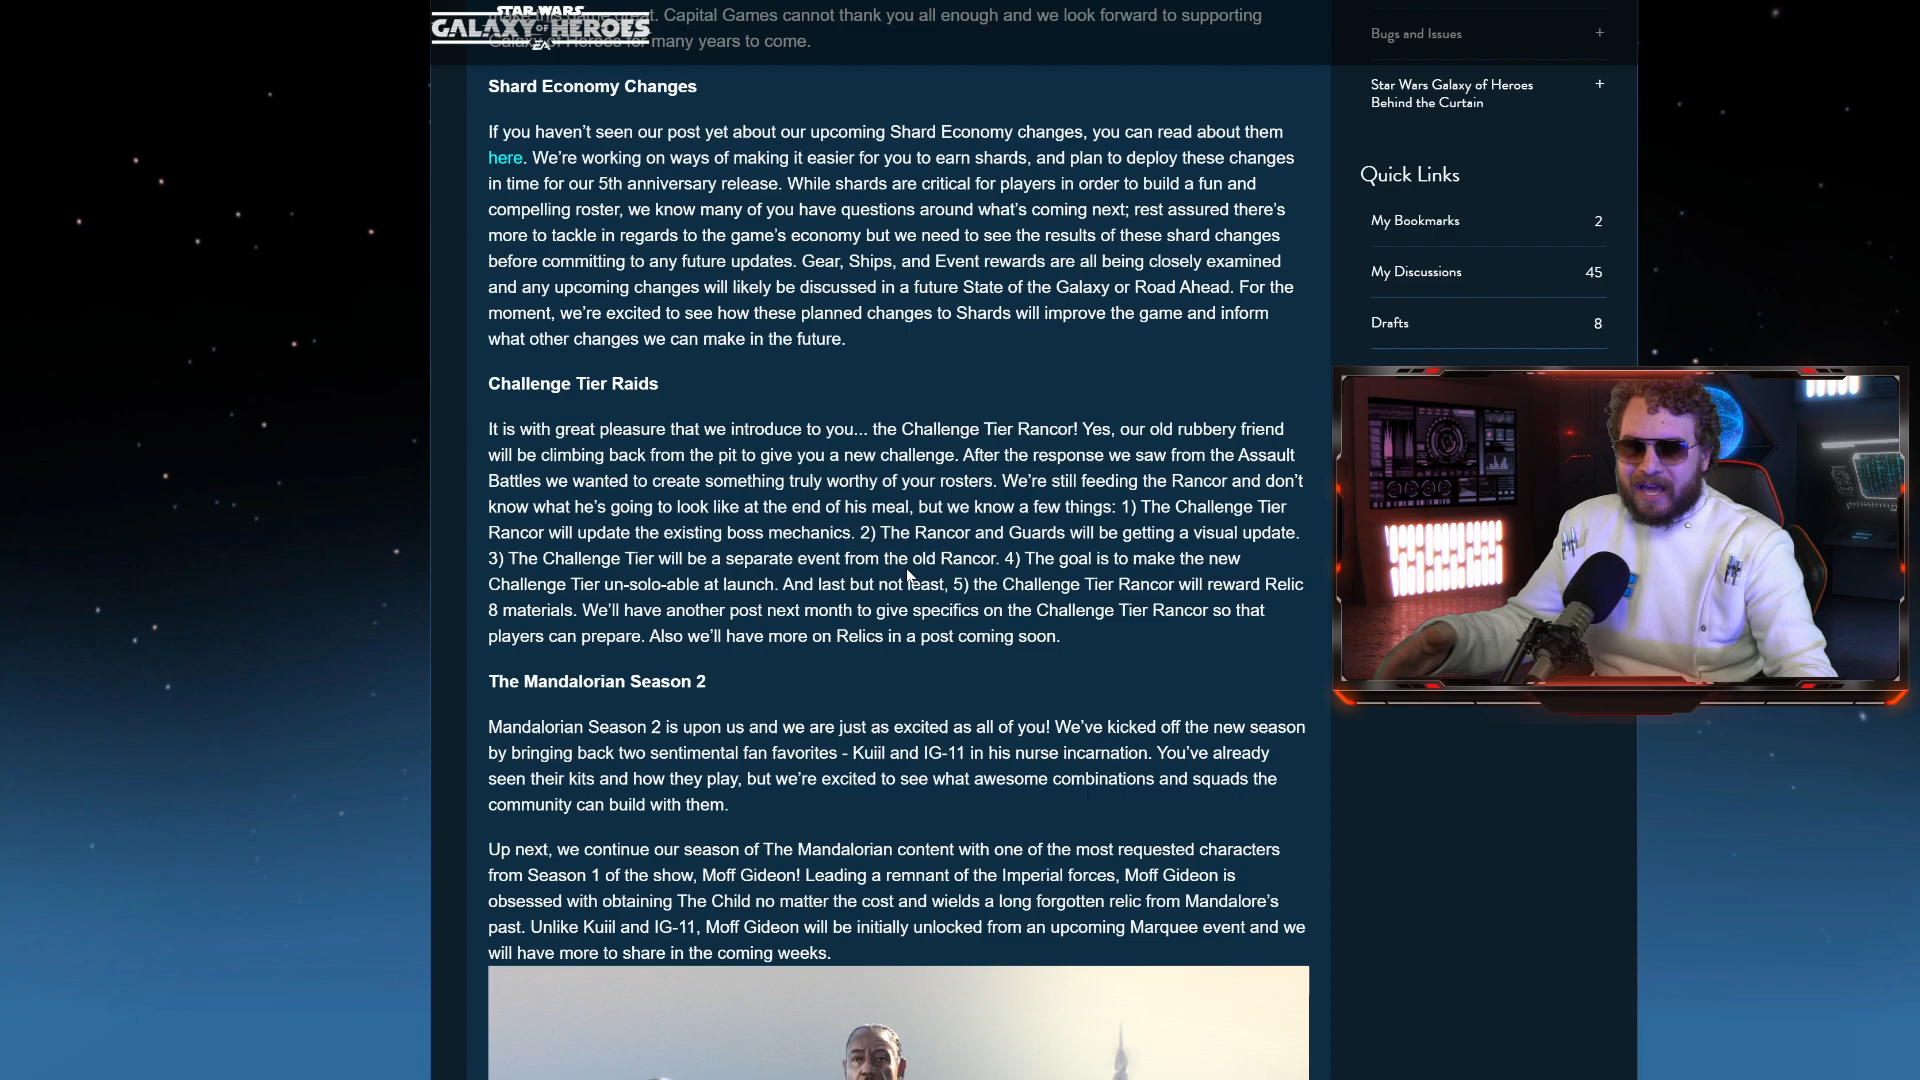 make this game great. Capital Games cannot thank you all enough and we look forward to supporting
Galaxy of Heroes for many years to come.
STAR WARS
GALAXY OF HEROES
EA
Shard Economy Changes
If you haven’t seen our post yet about our upcoming Shard Economy changes, you can read about them
here. We’re working on ways of making it easier for you to earn shards, and plan to deploy these changes
in time for our 5th anniversary release. While shards are critical for players in order to build a fun and
compelling roster, we know many of you have questions around what’s coming next; rest assured there’s
more to tackle in regards to the game’s economy but we need to see the results of these shard changes
before committing to any future updates. Gear, Ships, and Event rewards are all being closely examined
and any upcoming changes will likely be discussed in a future State of the Galaxy or Road Ahead. For the
moment, we’re excited to see how these planned changes to Shards will improve the game and inform
what other changes we can make in the future.
Challenge Tier Raids
It is with great pleasure that we introduce to you... the Challenge Tier Rancor! Yes, our old rubbery friend
will be climbing back from the pit to give you a new challenge. After the response we saw from the Assault
Battles we wanted to create something truly worthy of your rosters. We’re still feeding the Rancor and don’t
know what he’s going to look like at the end of his meal, but we know a few things: 1) The Challenge Tier
Rancor will update the existing boss mechanics. 2) The Rancor and Guards will be getting a visual update.
3) The Challenge Tier will be a separate event from the old Rancor. 4) The goal is to make the new
Challenge Tier un-solo-able at launch. And last but not least, 5) the Challenge Tier Rancor will reward Relic
8 materials. We’ll have another post next month to give specifics on the Challenge Tier Rancor so that
players can prepare. Also we’ll have more on Relics in a post coming soon.
The Mandalorian Season 2
Mandalorian Season 2 is upon us and we are just as excited as all of you! We’ve kicked off the new season
by bringing back two sentimental fan favorites - Kuiil and IG-11 in his nurse incarnation. You’ve already
seen their kits and how they play, but we’re excited to see what awesome combinations and squads the
community can build with them.
Up next, we continue our season of The Mandalorian content with one of the most requested characters
from Season 1 of the show, Moff Gideon! Leading a remnant of the Imperial forces, Moff Gideon is
obsessed with obtaining The Child no matter the cost and wields a long forgotten relic from Mandalore’s
past. Unlike Kuiil and IG-11, Moff Gideon will be initially unlocked from an upcoming Marquee event and we
will have more to share in the coming weeks.
Bugs and Issues +
Star Wars Galaxy of Heroes +
Behind the Curtain
Quick Links
My Bookmarks 2
My Discussions 45
Drafts 8